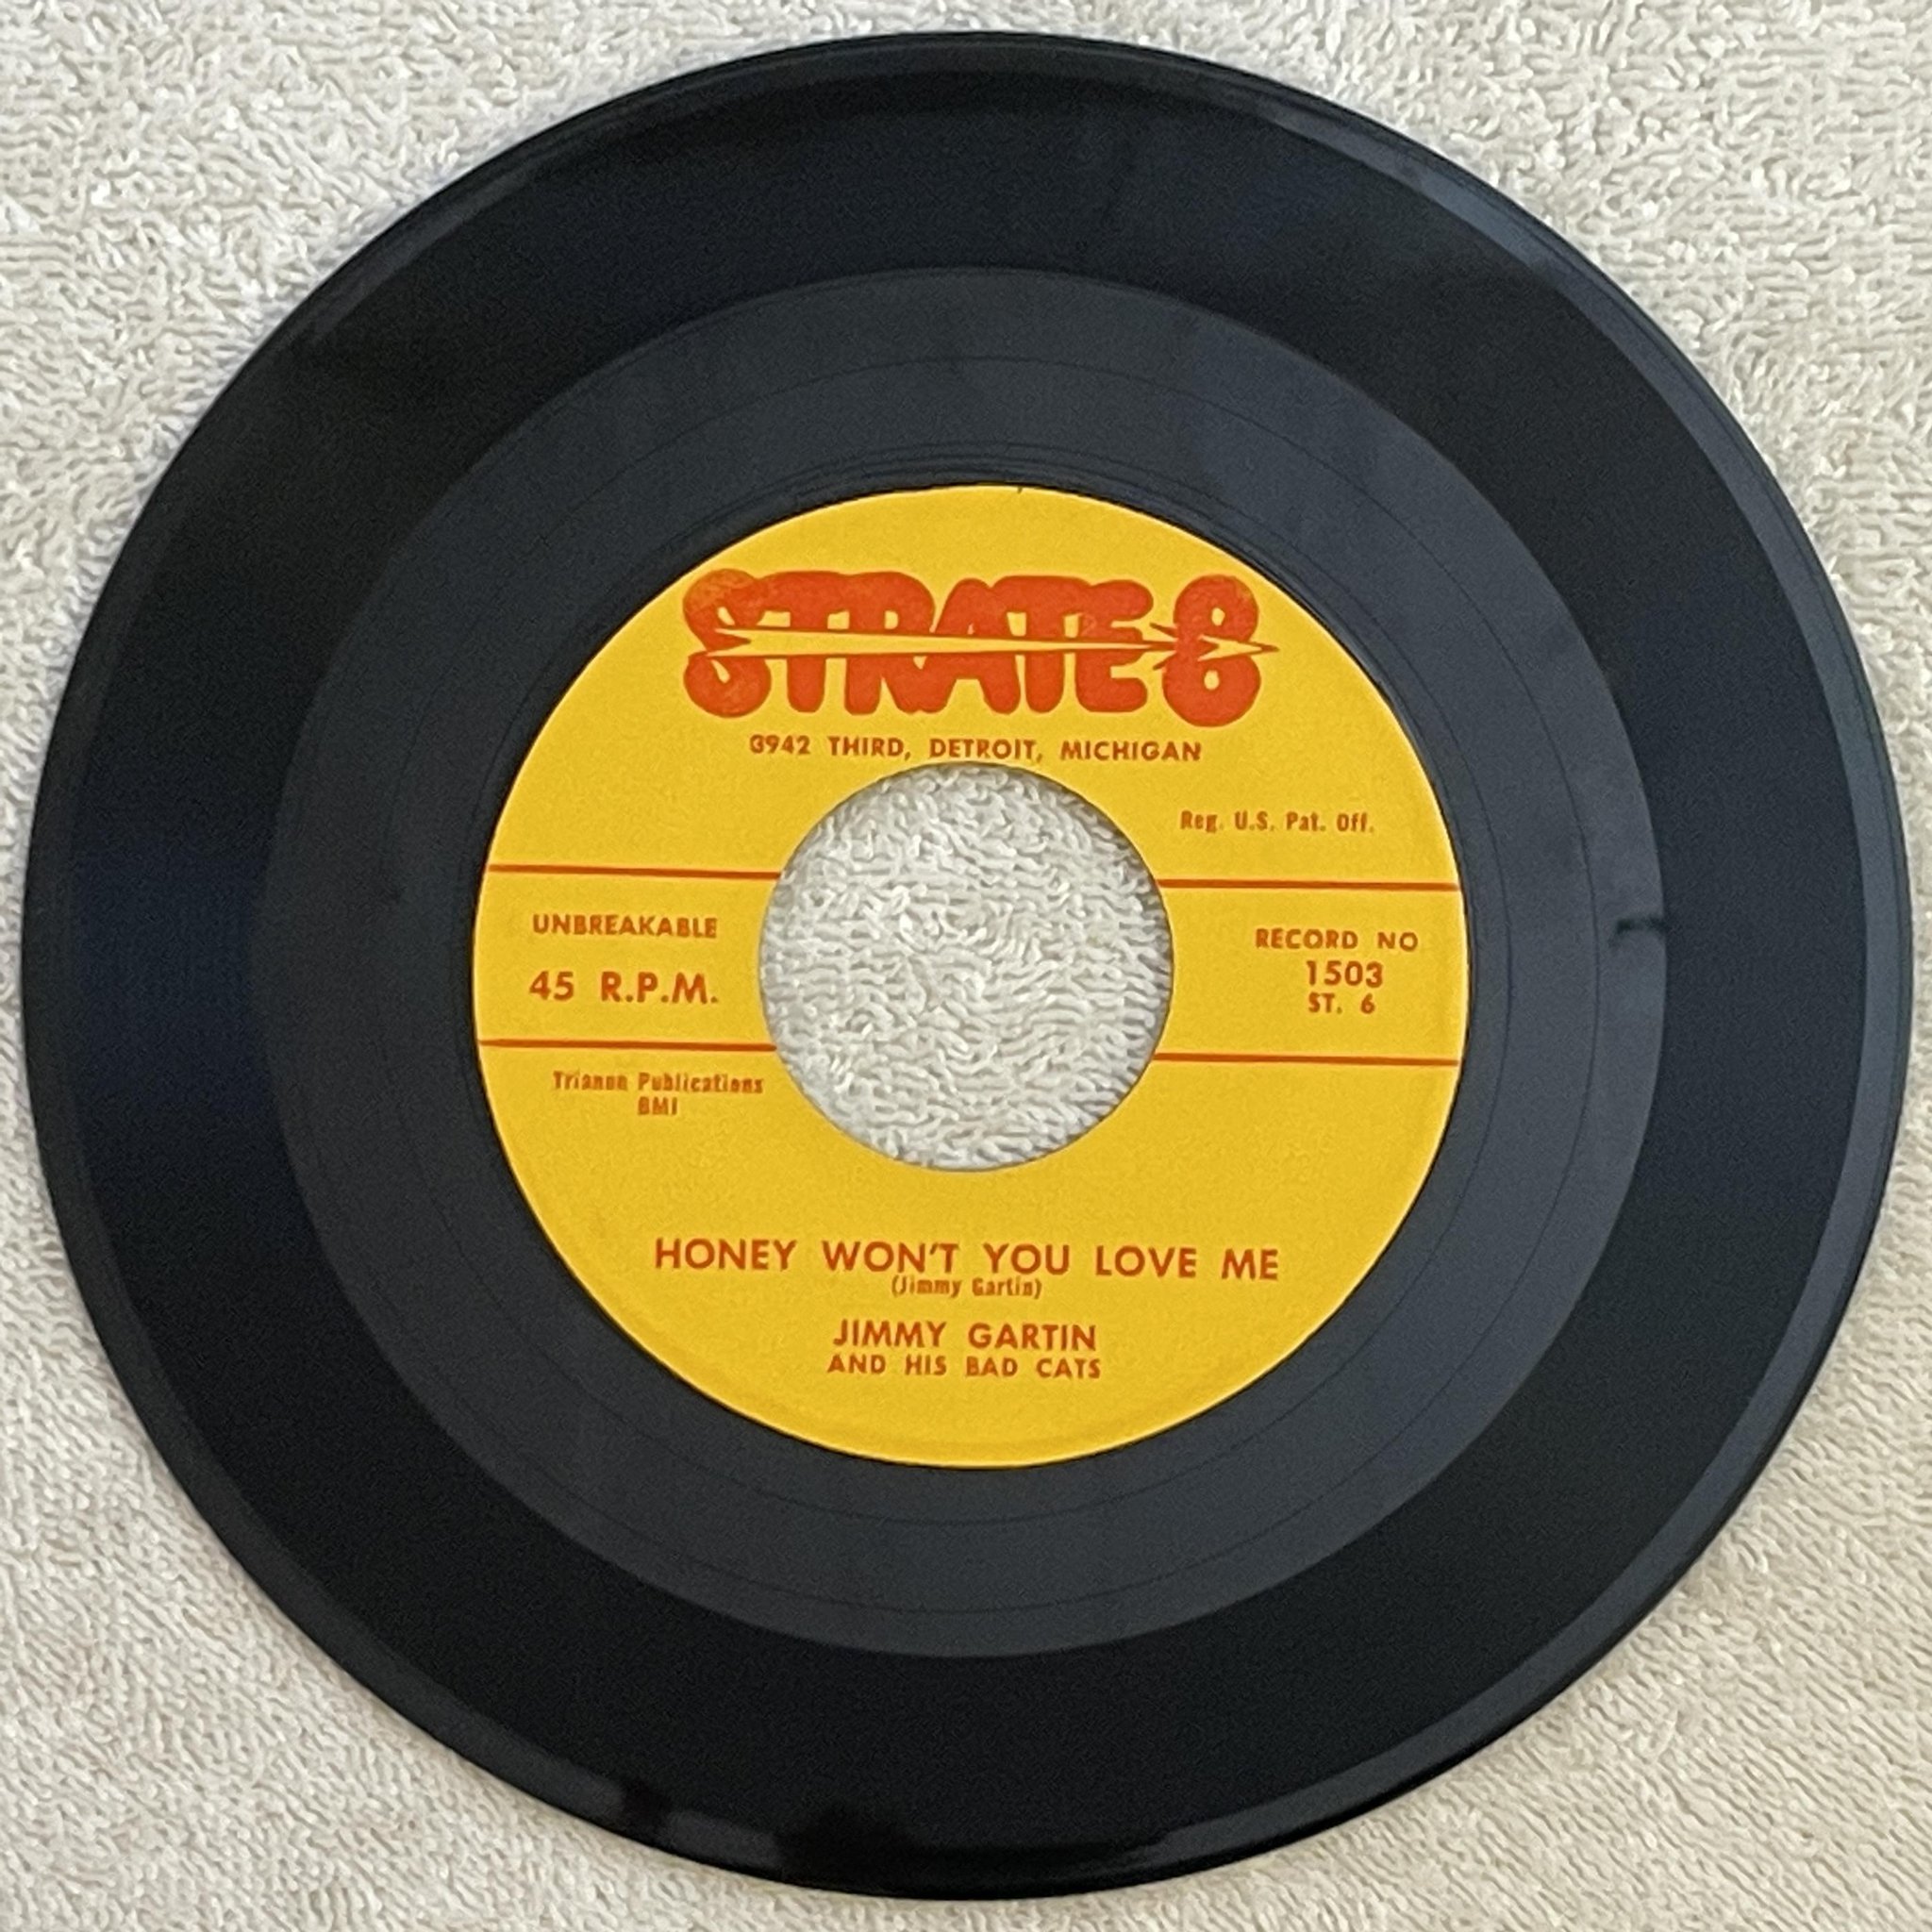 STRATE 8
3942 THIRD, DETROIT, MICHIGAN
Reg. U.S. Pat. Off.
UNBREAKABLE
45 R.P.M.
RECORD NO
1503
ST. 6
Trianon Publications
BMI
HONEY WON'T YOU LOVE ME
(Jimmy Gartin)
JIMMY GARTIN
AND HIS BAD CATS